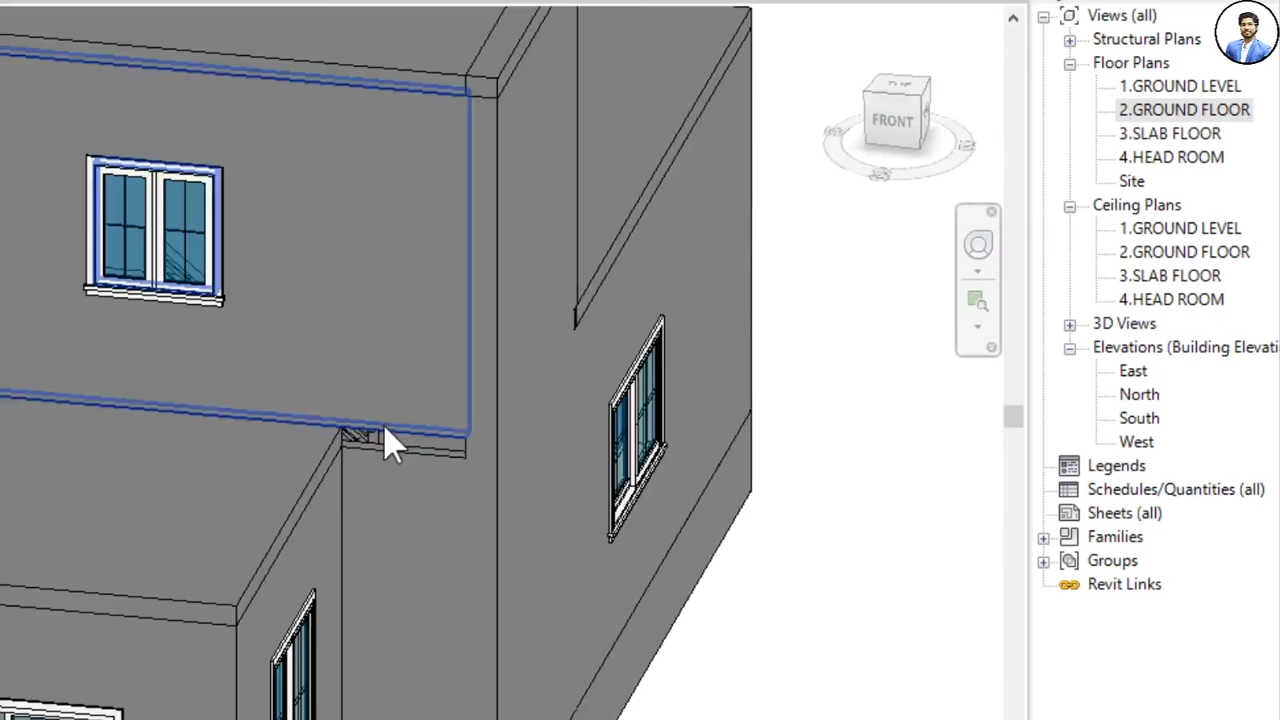 FRONT
Views (all)
Structural Plans
Floor Plans
1.GROUND LEVEL
2.GROUND FLOOR
3.SLAB FLOOR
4.HEAD ROOM
Site
Ceiling Plans
1.GROUND LEVEL
2.GROUND FLOOR
3.SLAB FLOOR
4.HEAD ROOM
3D Views
Elevations (Building Elevati
East
North
South
West
Legends
Schedules/Quantities (all)
Sheets (all)
Families
Groups
Revit Links